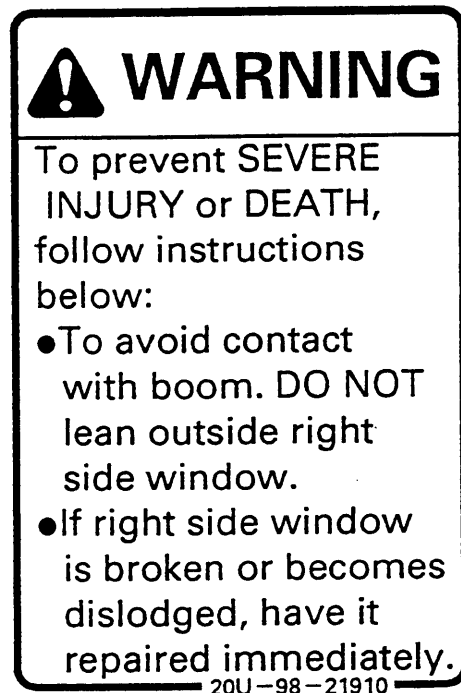 WARNING
To prevent SEVERE
INJURY or DEATH,
follow instructions
below:
●To avoid contact
with boom. DO NOT
lean outside right
side window.
●If right side window
is broken or becomes
dislodged, have it
repaired immediately.
20U-98-21910